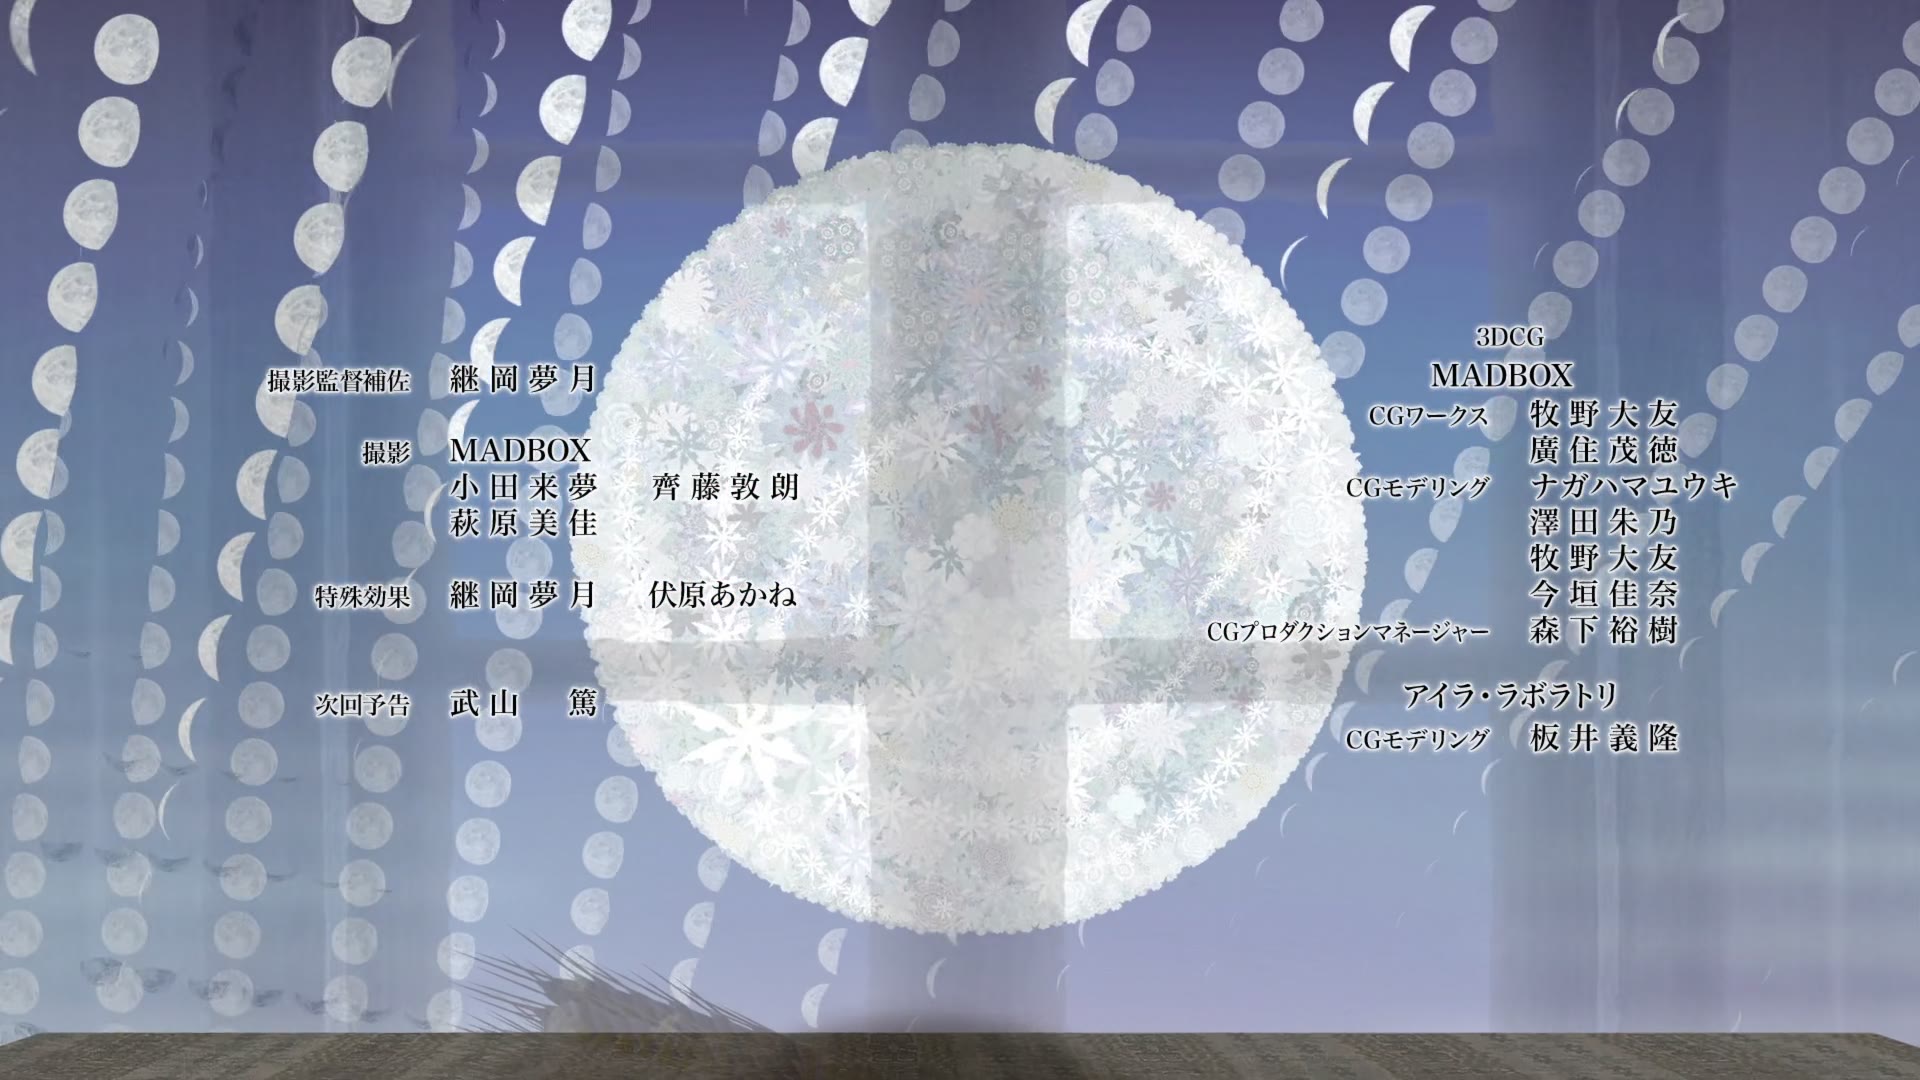 撮影監督補佐 継岡夢月
撮影 MADBOX
小田来夢 齊藤敦朗
萩原美佳
特殊効果 継岡夢月 伏原あかね
次回予告 武山 篤
3DCG
MADBOX
CGワークス 牧野大友
廣住茂徳
CGモデリング ナガハマユウキ
澤田朱乃
牧野大友
今垣佳奈
CGプロダクションマネージャー 森下裕樹
アイラ・ラボラトリ
CGモデリング 板井義隆